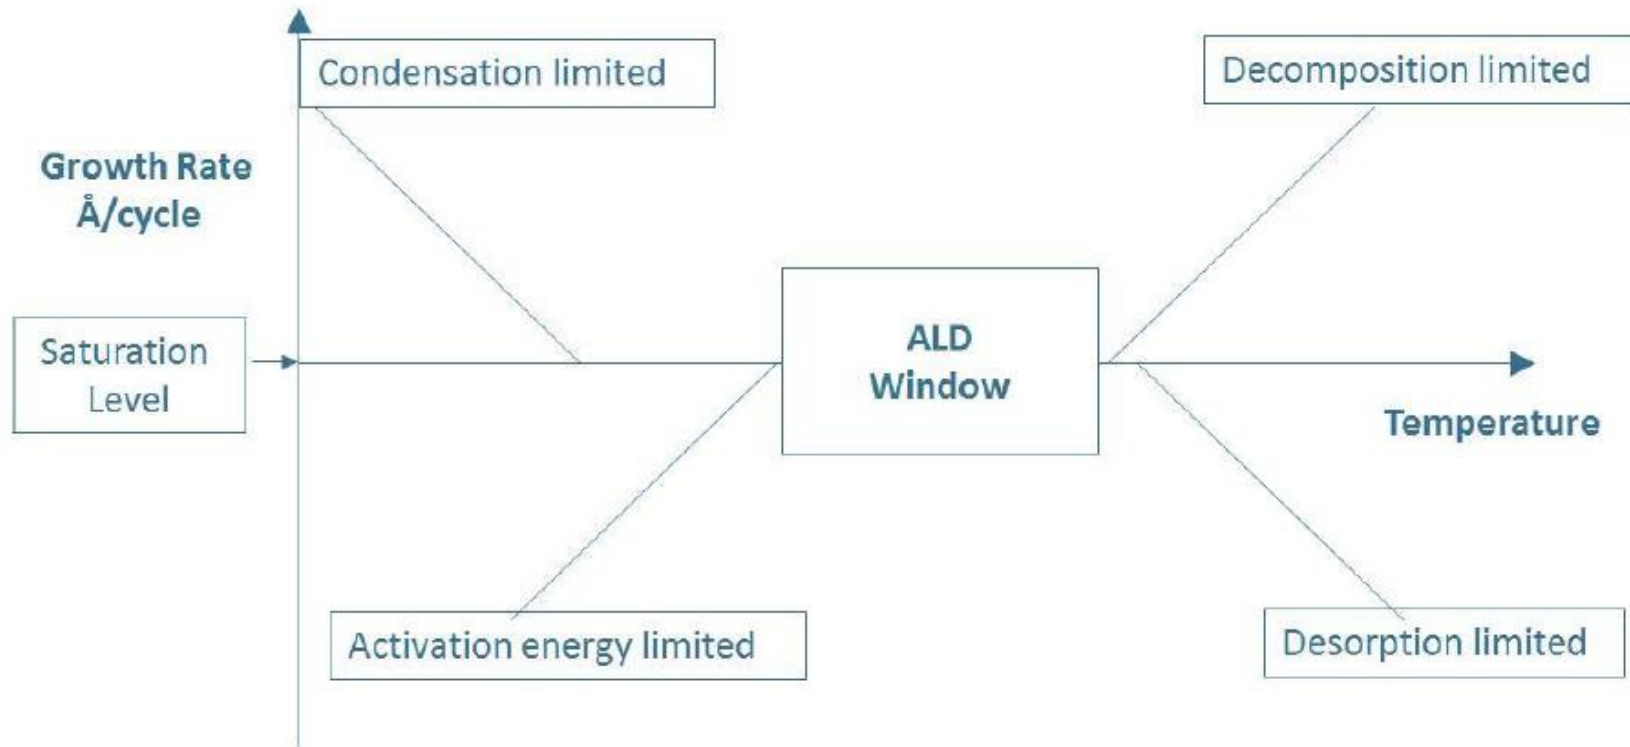 Condensation limited
Decomposition limited
Growth Rate
Å/cycle
Saturation
Level
ALD
Window
Temperature
Activation energy limited
Desorption limited